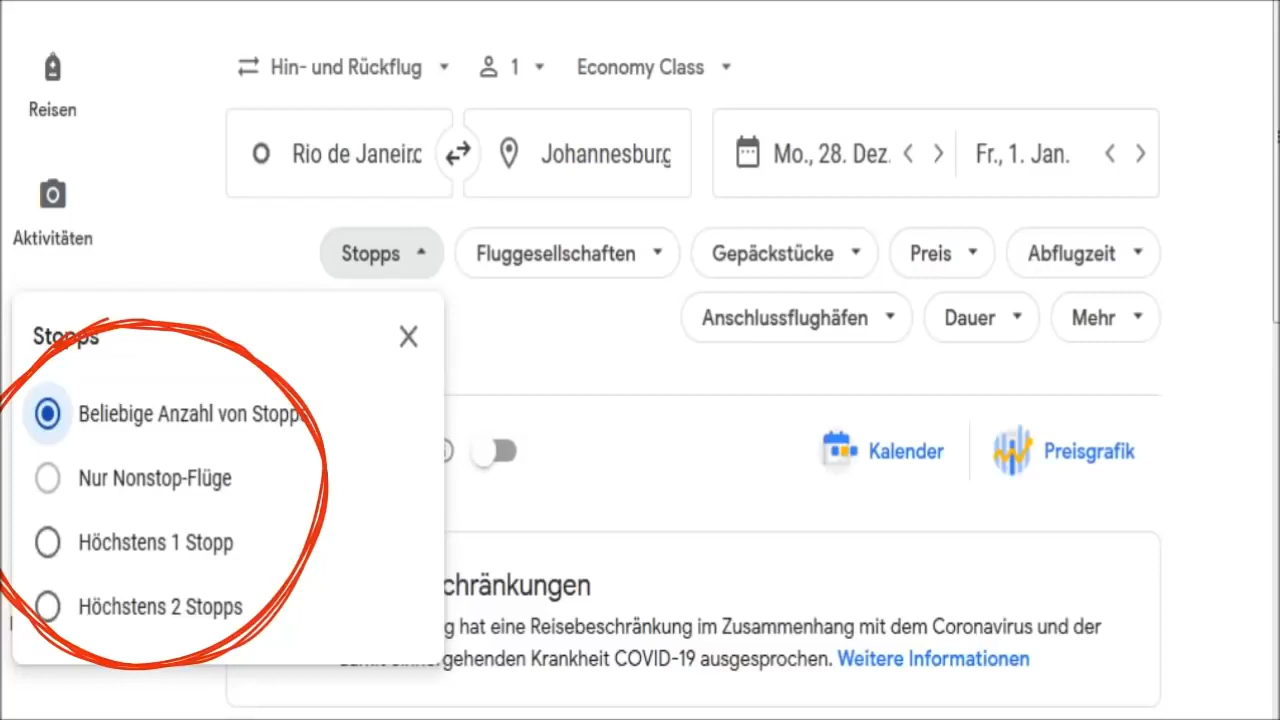 Reisen
Aktivitäten
Hin- und Rückflug
1
Economy Class
Rio de Janeiro
Johannesburg
Mo., 28. Dez.
Fr., 1. Jan.
Stopps
Fluggesellschaften
Gepäckstücke
Preis
Abflugzeit
Anschlussflughäfen
Dauer
Mehr
Stopps
Beliebige Anzahl von Stopps
Nur Nonstop-Flüge
Höchstens 1 Stopp
Höchstens 2 Stopps
Kalender
Preisgrafik
chränkungen
g hat eine Reisebeschränkung im Zusammenhang mit dem Coronavirus und der
gehenden Krankheit COVID-19 ausgesprochen. Weitere Informationen